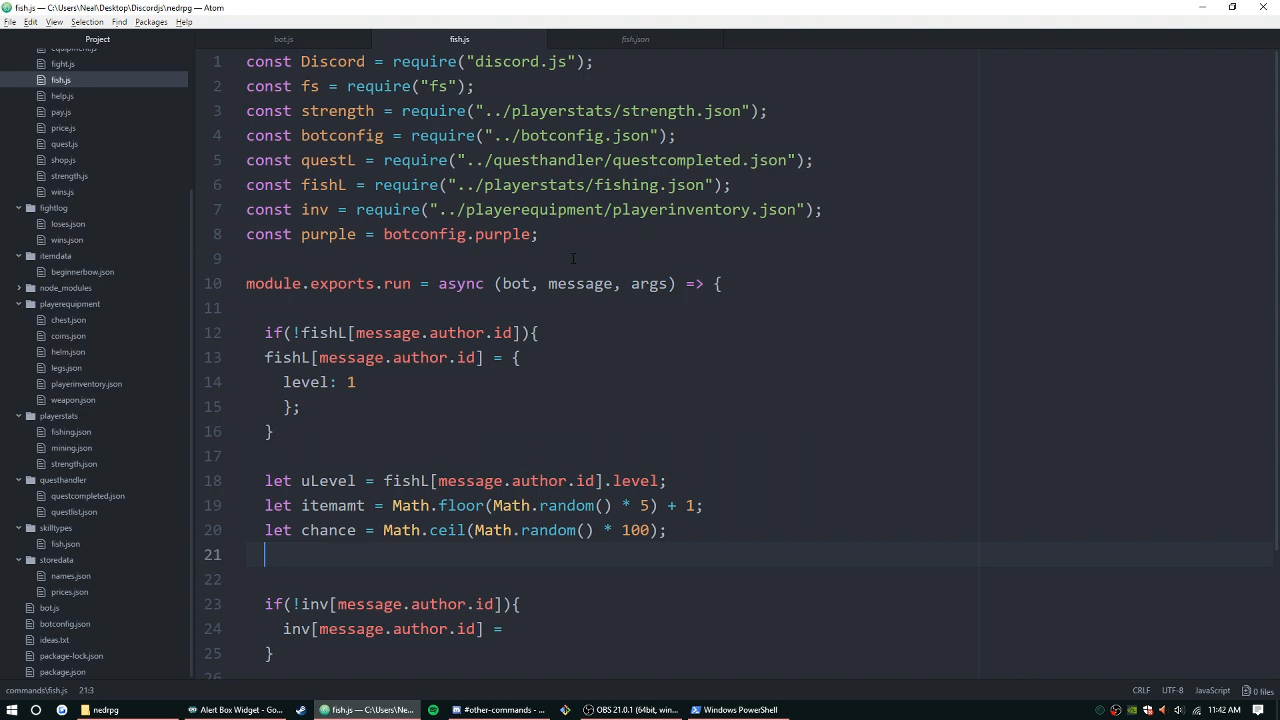 fish.js — C:\Users\Neal\Desktop\Discordjs\nedrpg — Atom
File Edit View Selection Find Packages Help
Project
bot.js fish.js fish.json
fight.js
fish.js
help.js
pay.js
price.js
quest.js
shop.js
strength.js
wins.js
fightlog
loses.json
wins.json
itemdata
beginnerbow.json
node_modules
playerequipment
chest.json
coins.json
helm.json
legs.json
playerinventory.json
weapon.json
playerstats
fishing.json
mining.json
strength.json
questhandler
questcompleted.json
questlist.json
skilltypes
fish.json
storedata
names.json
prices.json
bot.js
botconfig.json
ideas.txt
package-lock.json
package.json
1 const Discord = require("discord.js");
2 const fs = require("fs");
3 const strength = require("../playerstats/strength.json");
4 const botconfig = require("../botconfig.json");
5 const questL = require("../questhandler/questcompleted.json");
6 const fishL = require("../playerstats/fishing.json");
7 const inv = require("../playerequipment/playerinventory.json");
8 const purple = botconfig.purple;
9
10 module.exports.run = async (bot, message, args) => {
11
12 if(!fishL[message.author.id]){
13 fishL[message.author.id] = {
14 level: 1
15 };
16 }
17
18 let uLevel = fishL[message.author.id].level;
19 let itemamt = Math.floor(Math.random() * 5) + 1;
20 let chance = Math.ceil(Math.random() * 100);
21
22
23 if(!inv[message.author.id]){
24 inv[message.author.id] =
25 }
26
commands\fish.js 21:3 CRLF UTF-8 JavaScript 0 files
nedrpg Alert Box Widget - Go... fish.js — C:\Users\Ne... #other-commands - ... OBS 21.0.1 (64bit, win... Windows PowerShell 11:42 AM